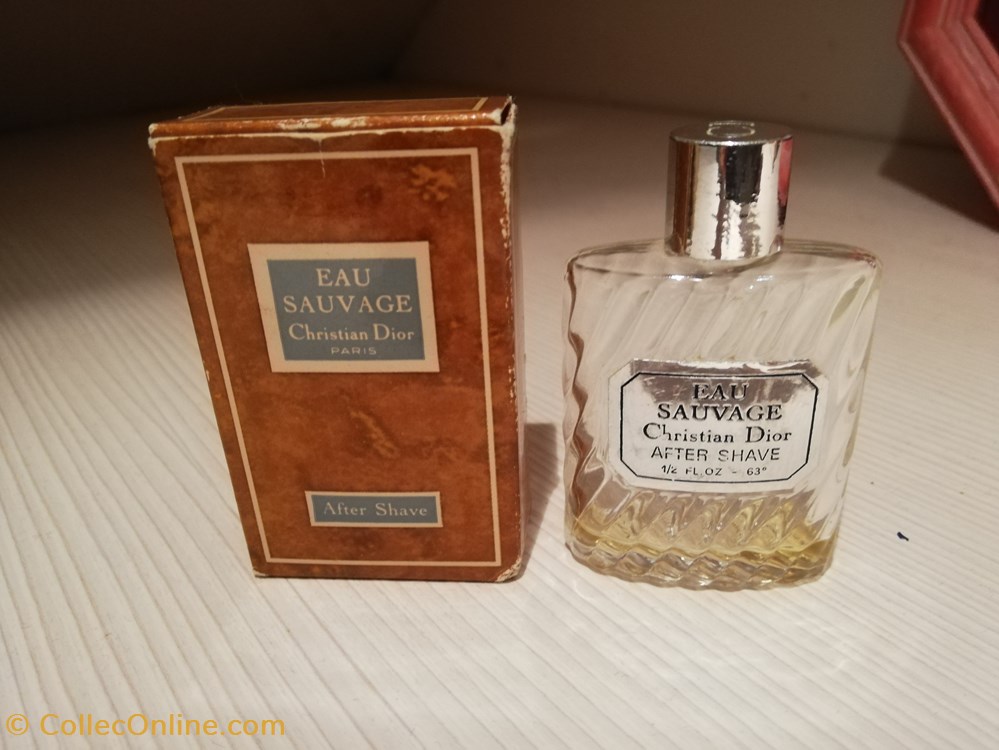 EAU
SAUVAGE
Christian Dior
PARIS
After Shave
EAU
SAUVAGE
Christian Dior
AFTER SHAVE
1/2 FL OZ - 63°
© CollecOnline.com